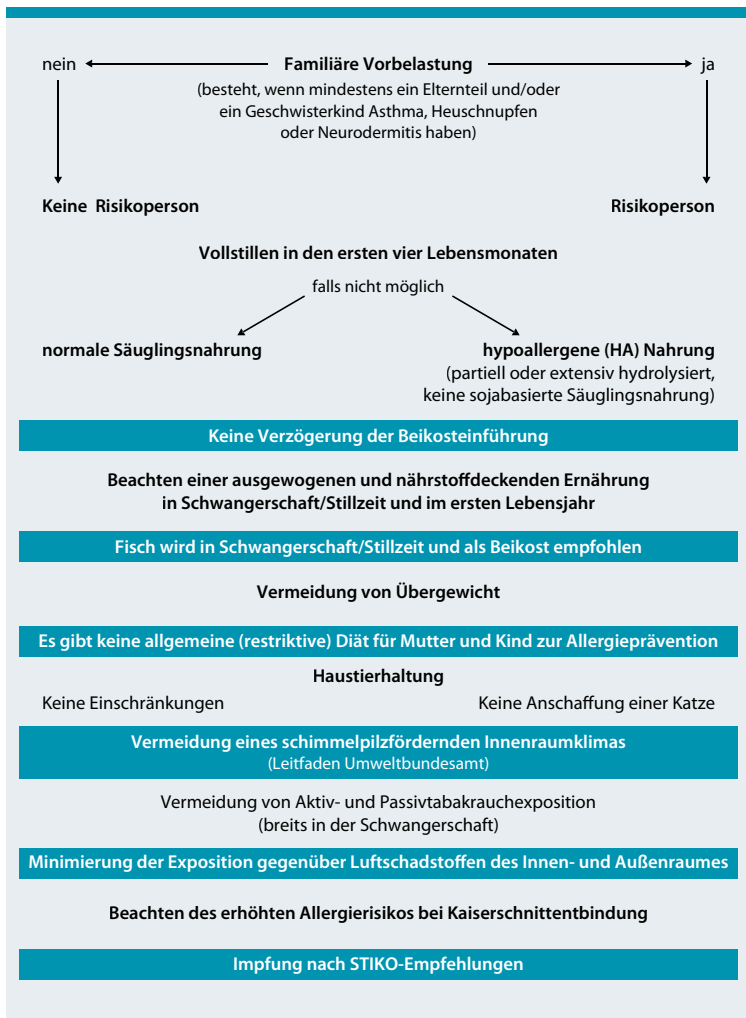 nein Familiäre Vorbelastung ja
(besteht, wenn mindestens ein Elternteil und/oder
ein Geschwisterkind Asthma, Heuschnupfen
oder Neurodermitis haben)
Keine Risikoperson Risikoperson
Vollstillen in den ersten vier Lebensmonaten
falls nicht möglich
normale Säuglingsnahrung hypoallergene (HA) Nahrung
(partiell oder extensiv hydrolysiert,
keine sojabasierte Säuglingsnahrung)
Keine Verzögerung der Beikosteinführung
Beachten einer ausgewogenen und nährstoffdeckenden Ernährung
in Schwangerschaft/Stillzeit und im ersten Lebensjahr
Fisch wird in Schwangerschaft/Stillzeit und als Beikost empfohlen
Vermeidung von Übergewicht
Es gibt keine allgemeine (restriktive) Diät für Mutter und Kind zur Allergieprävention
Haustierhaltung
Keine Einschränkungen Keine Anschaffung einer Katze
Vermeidung eines schimmelpilzfördernden Innenraumklimas
(Leitfaden Umweltbundesamt)
Vermeidung von Aktiv- und Passivtabakrauchexposition
(breits in der Schwangerschaft)
Minimierung der Exposition gegenüber Luftschadstoffen des Innen- und Außenraumes
Beachten des erhöhten Allergierisikos bei Kaiserschnittentbindung
Impfung nach STIKO-Empfehlungen